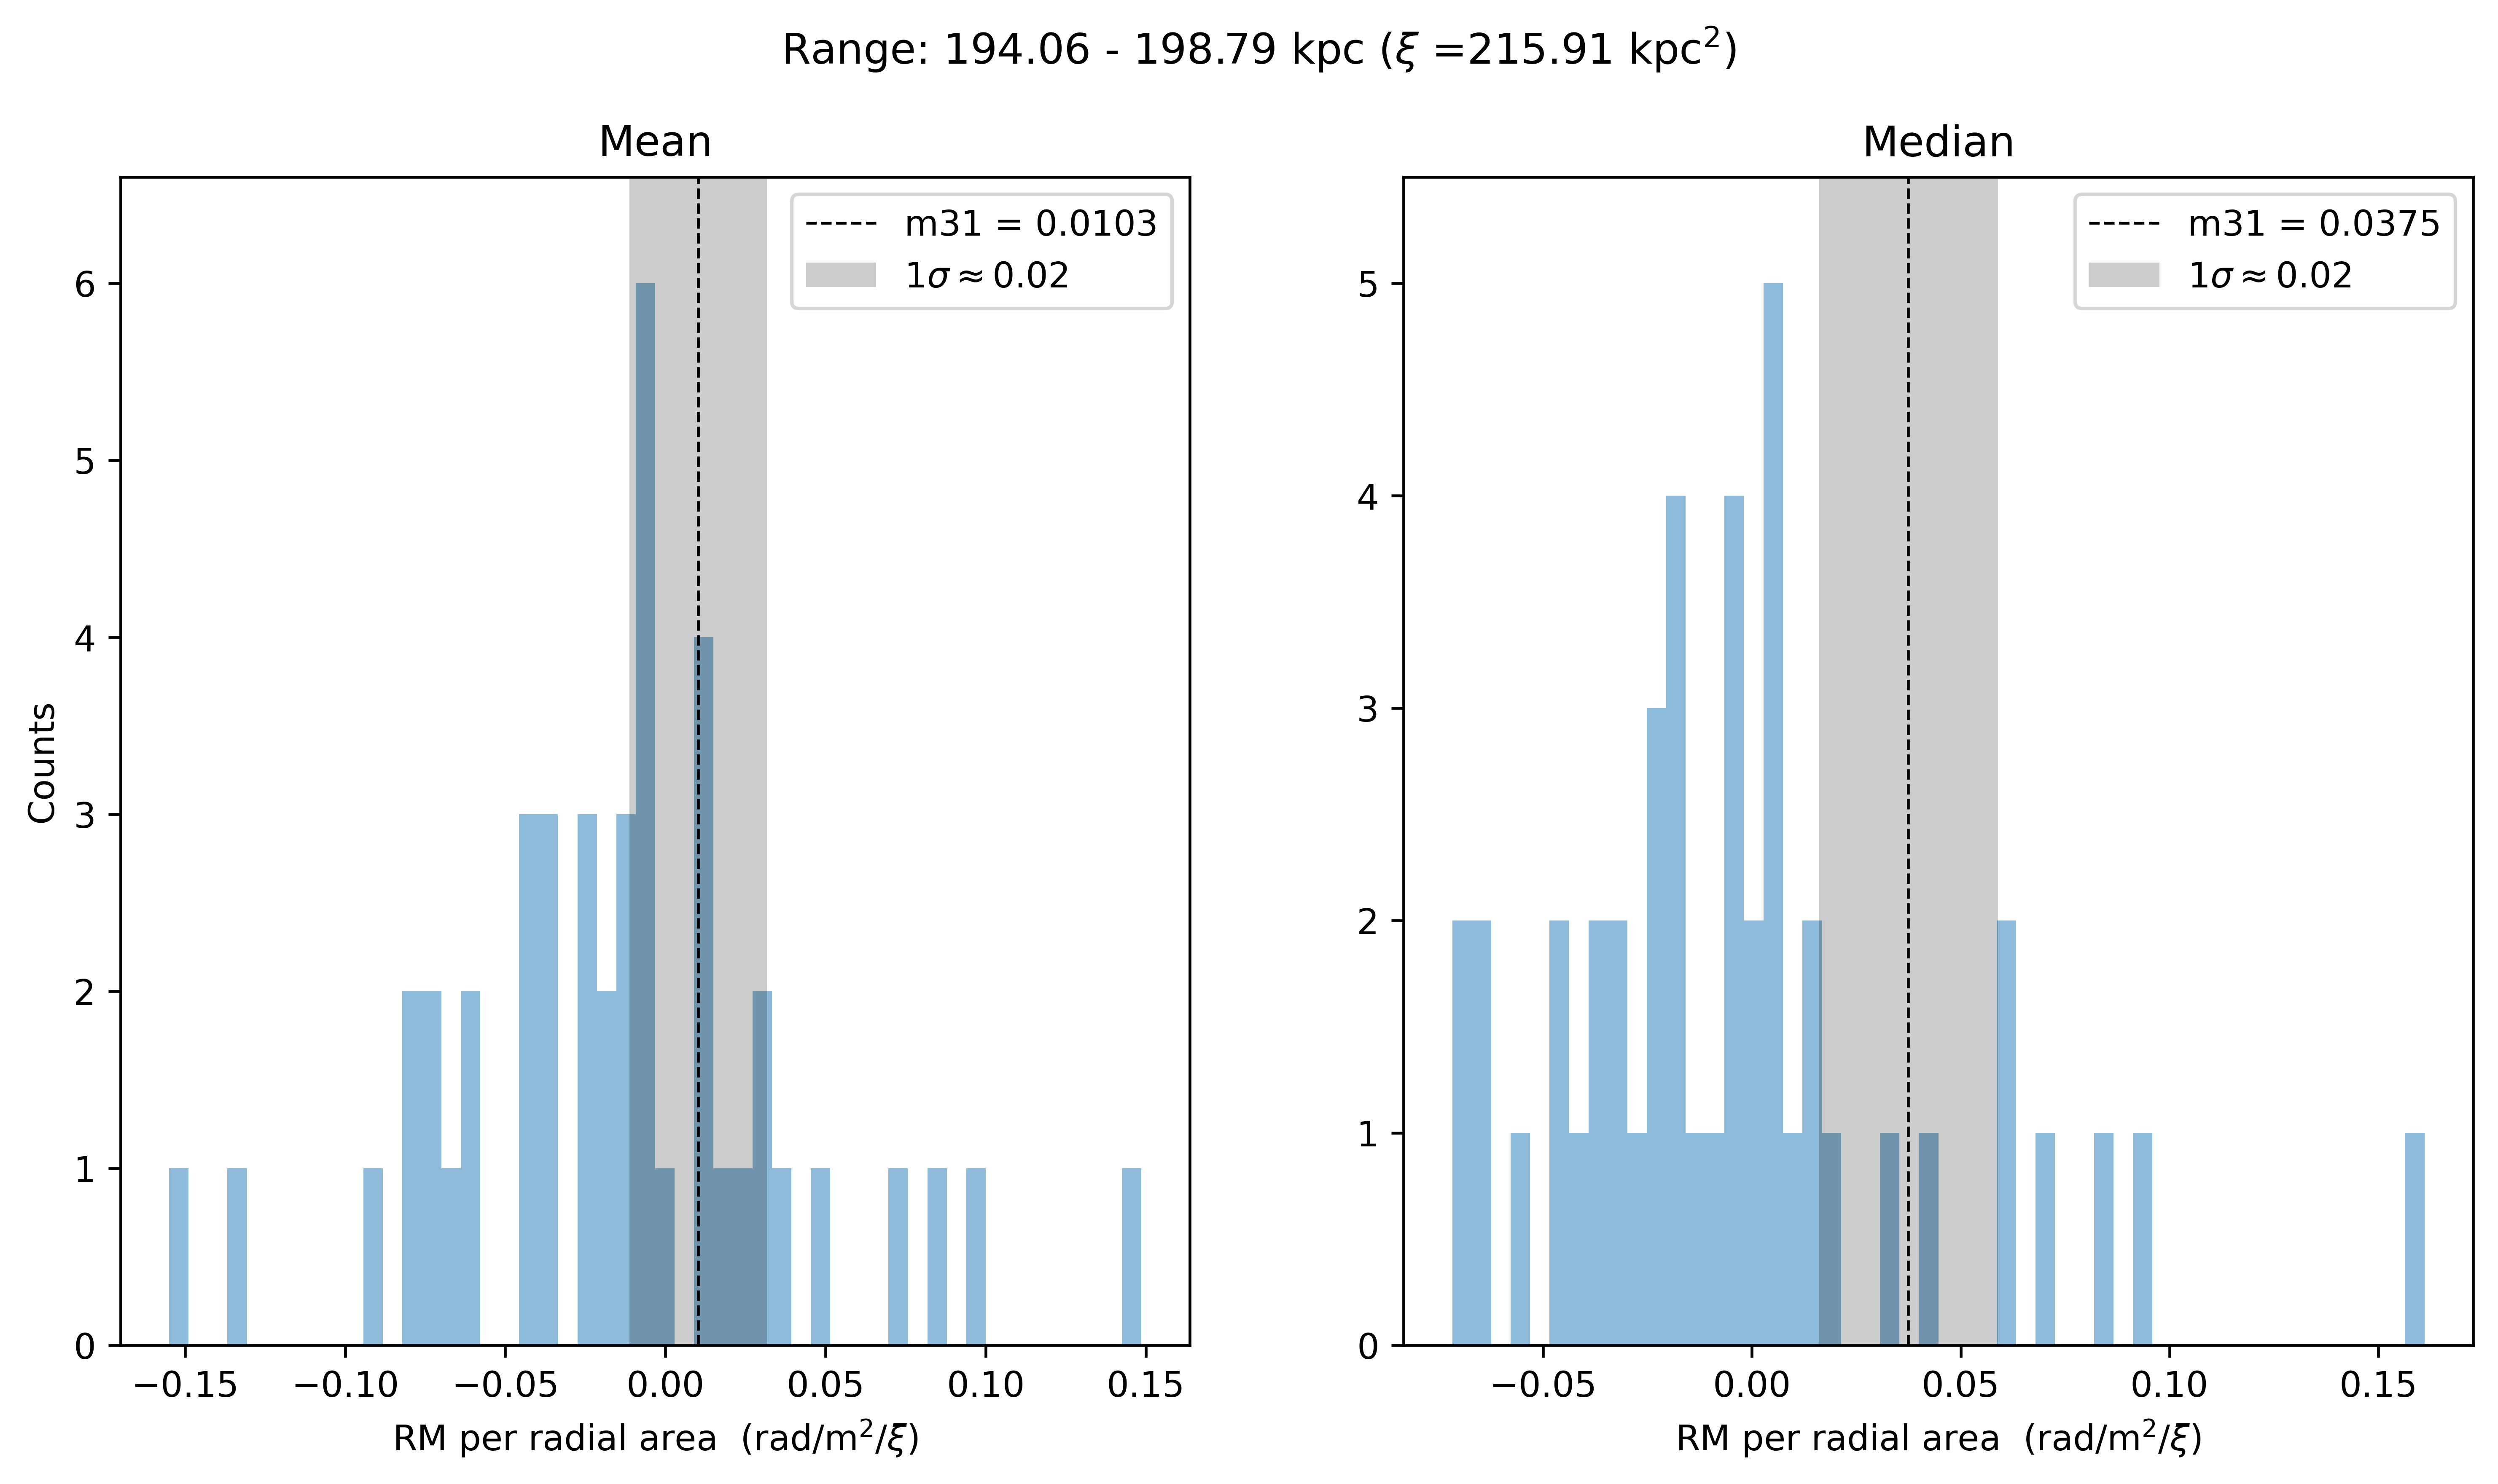 Range: 194.06 - 198.79 kpc (ξ =215.91 kpc²)
Mean
m31 = 0.0103
1σ ≈ 0.02
6
5
4
3
2
1
0
Counts
−0.15 −0.10 −0.05 0.00 0.05 0.10 0.15
RM per radial area (rad/m²/ξ)
Median
m31 = 0.0375
1σ ≈ 0.02
5
4
3
2
1
0
−0.05 0.00 0.05 0.10 0.15
RM per radial area (rad/m²/ξ)